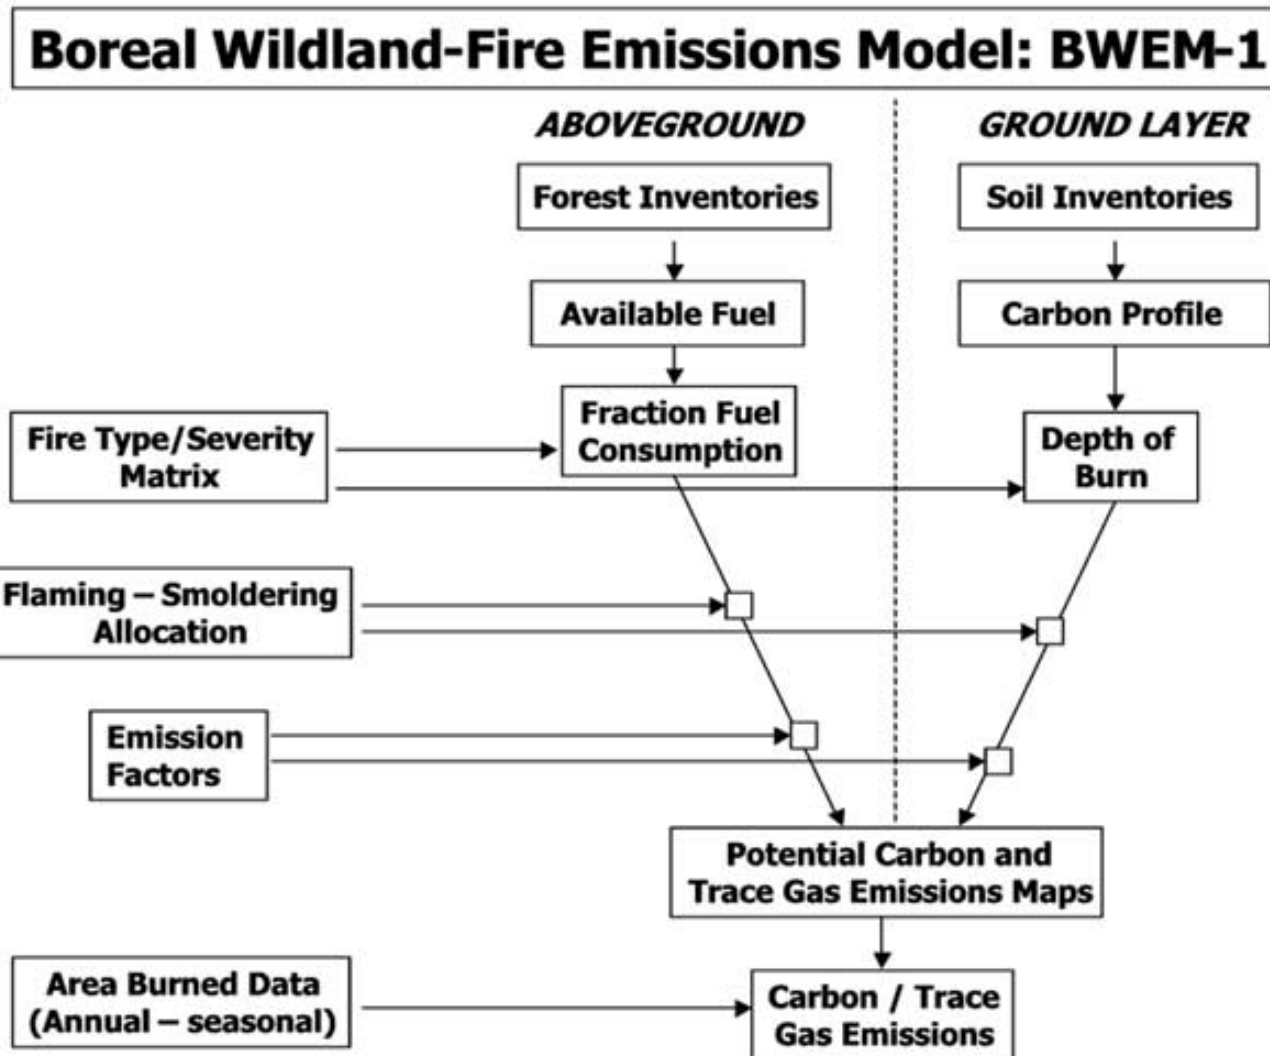 Boreal Wildland-Fire Emissions Model: BWEM-1
ABOVEGROUND
GROUND LAYER
Forest Inventories
Soil Inventories
Available Fuel
Carbon Profile
Fraction Fuel
Consumption
Fire Type/Severity
Matrix
Depth of
Burn
Flaming – Smoldering
Allocation
Emission
Factors
Potential Carbon and
Trace Gas Emissions Maps
Area Burned Data
(Annual – seasonal)
Carbon / Trace
Gas Emissions